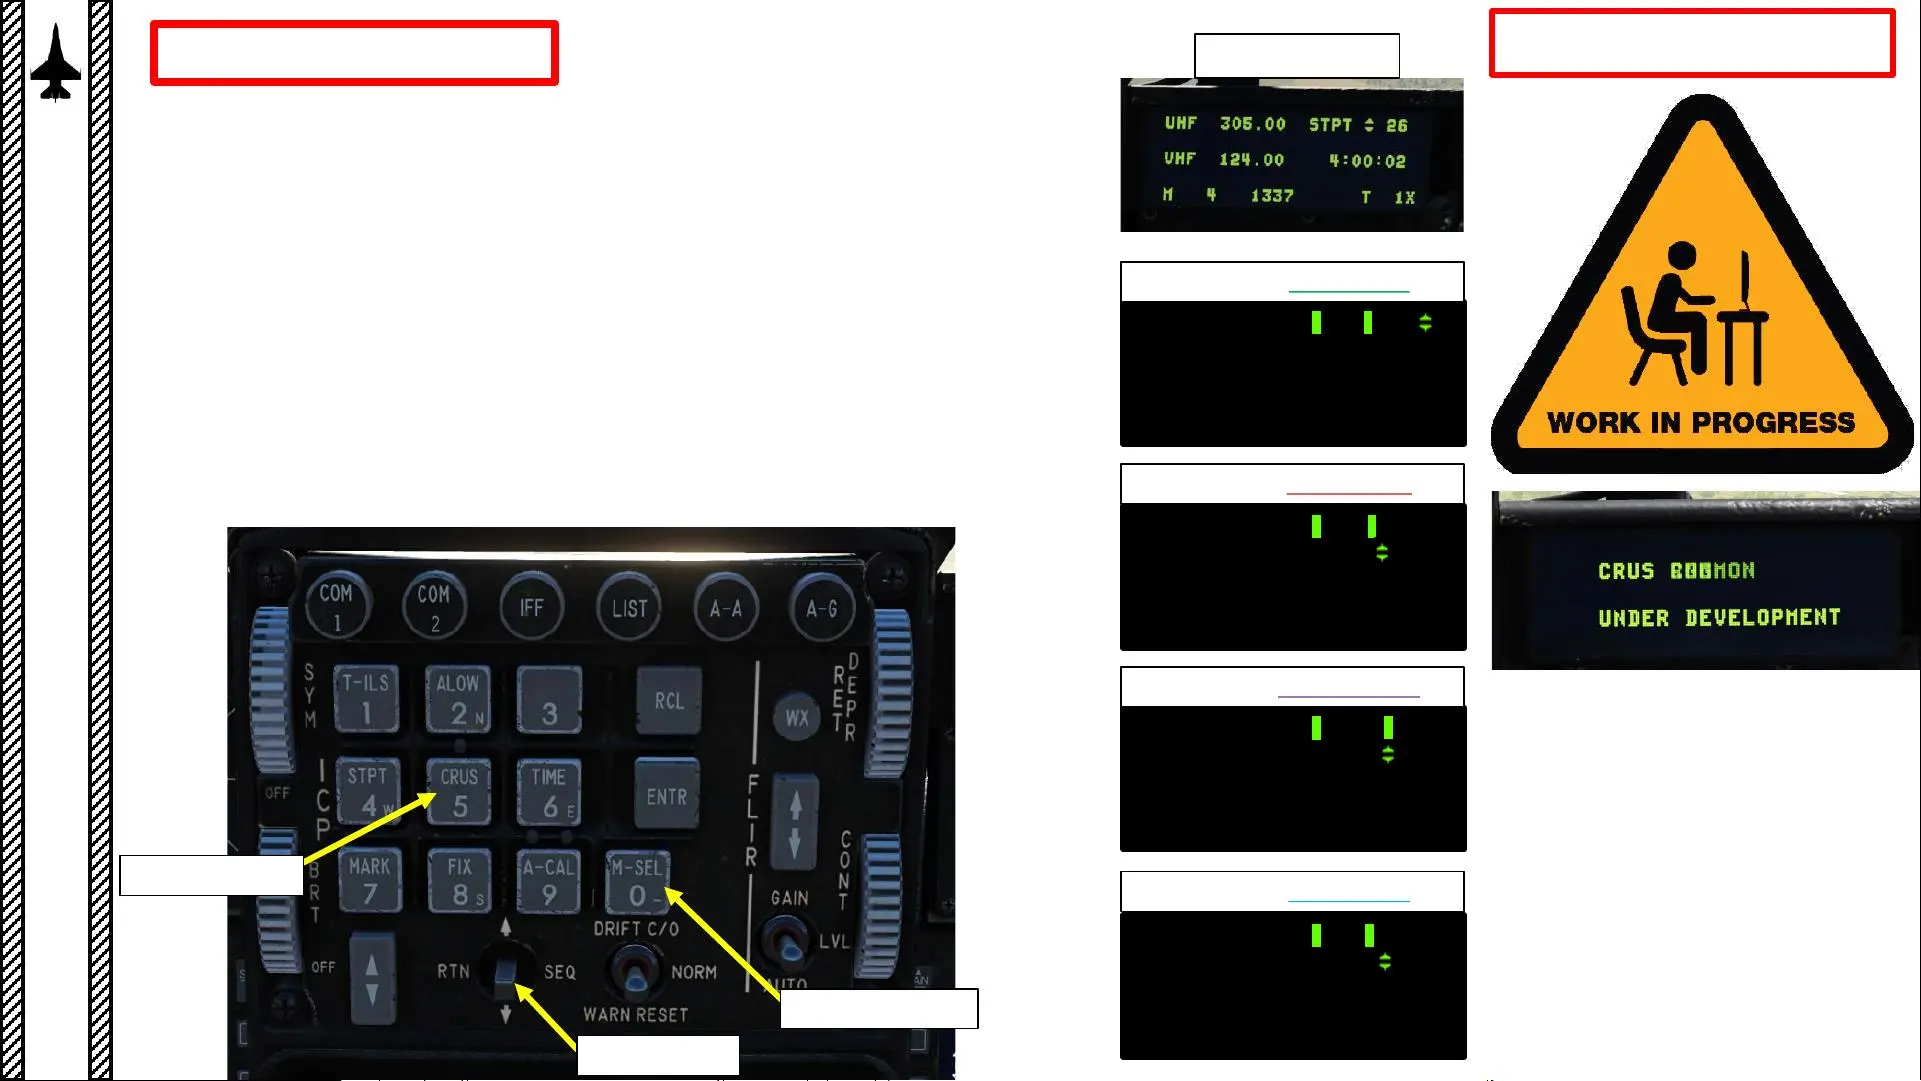 UHF 305.00 STPT 26
VHF 124.00 4:00:02
M 4 1337 T 1X
WORK IN PROGRESS
CRUS
UNDER DEVELOPMENT
COM 1
COM 2
IFF
LIST
A-A
A-G
SYM
T-ILS 1
ALOW 2 N
3
RCL
WX
RET
DEPR
OFF
ICP
STPT 4 W
CRUS 5
TIME 6 E
ENTR
FLIR
BRT
MARK 7
FIX 8 S
A-CAL 9
M-SEL 0 -
CONT
GAIN
LVL
AUTO
OFF
RTN
SEQ
DRIFT C/O
NORM
WARN RESET